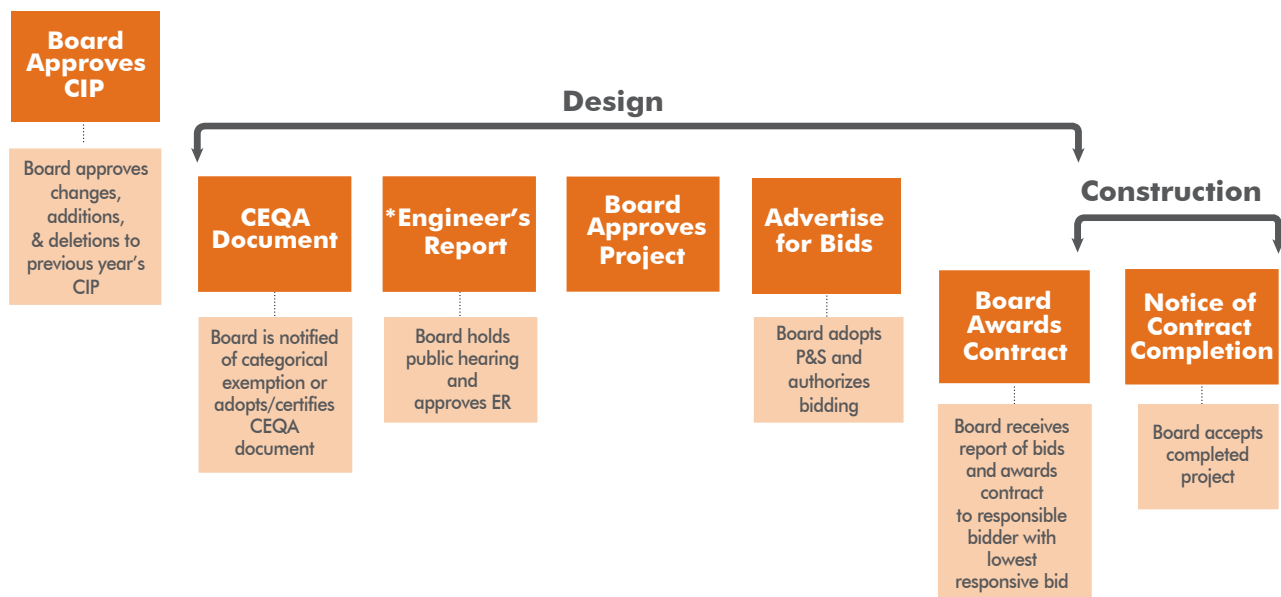 Board
Approves
CIP
Board approves
changes,
additions,
& deletions to
previous year's
CIP
Design
CEQA
Document
Board is notified
of categorical
exemption or
adopts/certifies
CEQA
document
*Engineer's
Report
Board holds
public hearing
and
approves ER
Board
Approves
Project
Advertise
for Bids
Board adopts
P&S and
authorizes
bidding
Construction
Board
Awards
Contract
Board receives
report of bids
and awards
contract
to responsible
bidder with
lowest
responsive bid
Notice of
Contract
Completion
Board accepts
completed
project